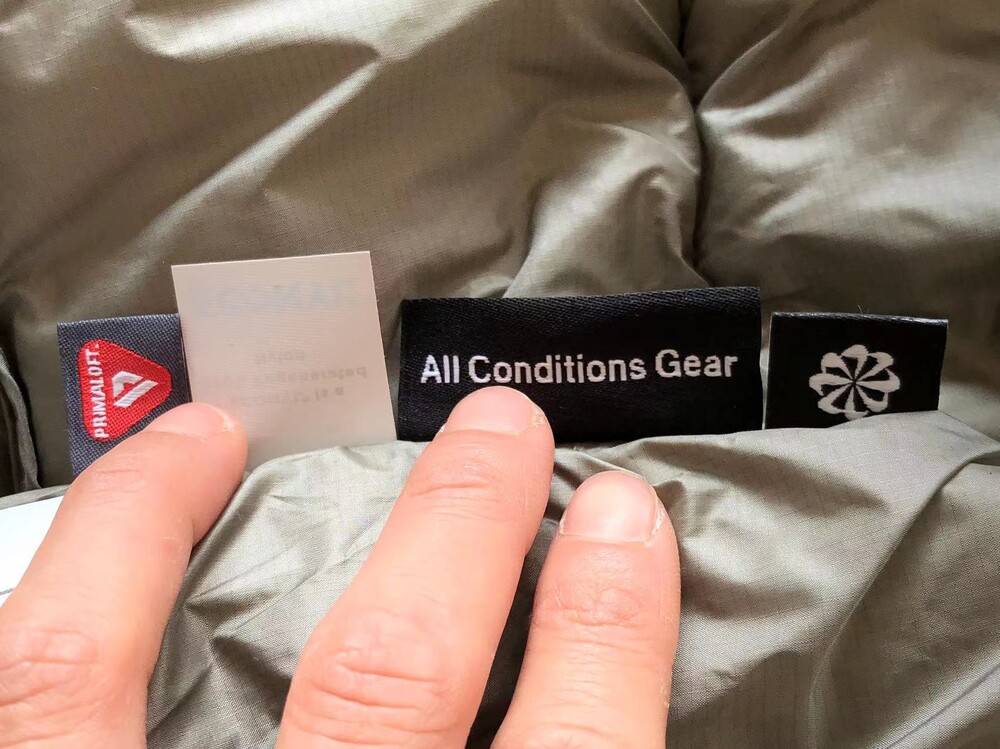 PRIMALOFT.
All Conditions Gear